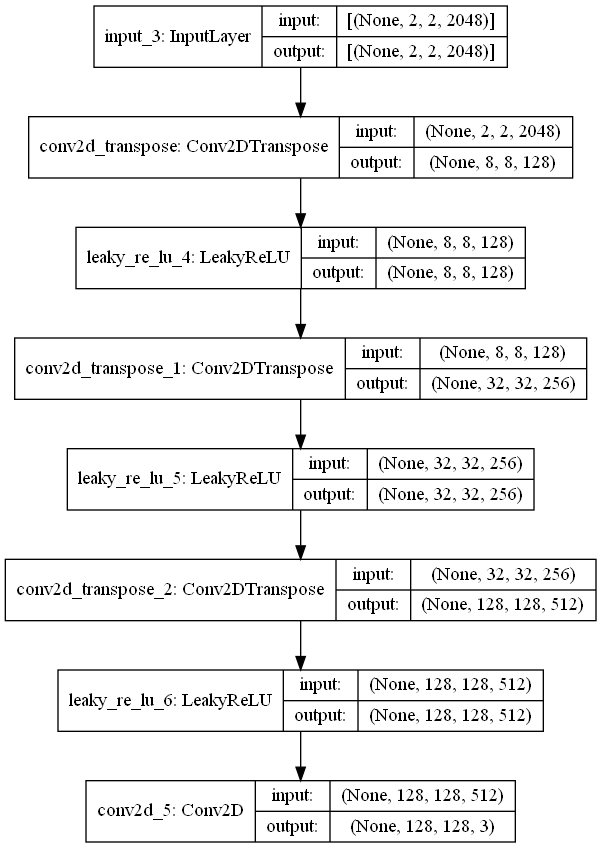 input_3: InputLayer
input:
[(None, 2, 2, 2048)]
output:
[(None, 2, 2, 2048)]
conv2d_transpose: Conv2DTranspose
input:
(None, 2, 2, 2048)
output:
(None, 8, 8, 128)
leaky_re_lu_4: LeakyReLU
input:
(None, 8, 8, 128)
output:
(None, 8, 8, 128)
conv2d_transpose_1: Conv2DTranspose
input:
(None, 8, 8, 128)
output:
(None, 32, 32, 256)
leaky_re_lu_5: LeakyReLU
input:
(None, 32, 32, 256)
output:
(None, 32, 32, 256)
conv2d_transpose_2: Conv2DTranspose
input:
(None, 32, 32, 256)
output:
(None, 128, 128, 512)
leaky_re_lu_6: LeakyReLU
input:
(None, 128, 128, 512)
output:
(None, 128, 128, 512)
conv2d_5: Conv2D
input:
(None, 128, 128, 512)
output:
(None, 128, 128, 3)